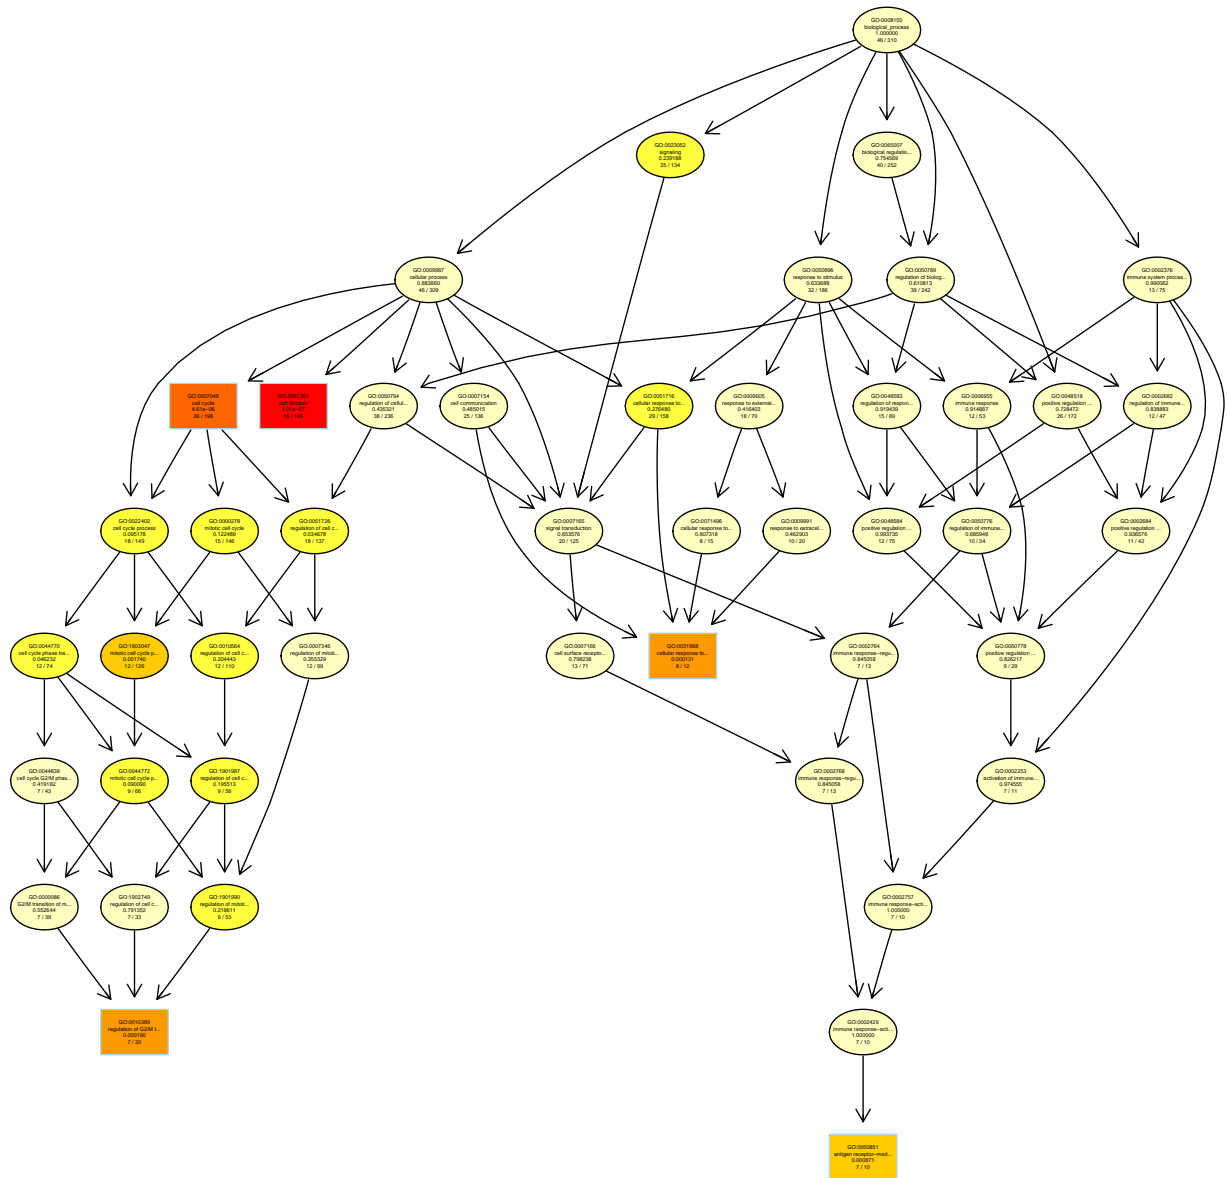 GO:0008150
biological_process
1.000000
46 / 310
GO:0023052
signaling
0.239188
25 / 134
GO:0065007
biological regulatio...
0.754569
40 / 252
GO:0009987
cellular process
0.883860
46 / 309
GO:0050896
response to stimulus
0.633888
32 / 186
GO:0050789
regulation of biolog...
0.610813
39 / 242
GO:0002376
immune system proces...
0.990062
13 / 75
GO:0007049
cell cycle
4.61e-06
26 / 198
GO:0051301
cell division
18 / 145
GO:0050794
regulation of cellul...
0.435321
38 / 236
GO:0007154
cell communication
0.485015
25 / 136
GO:0051716
cellular response to...
0.276480
29 / 158
GO:0009605
response to external...
0.416403
18 / 70
GO:0048583
regulation of respon...
0.919439
15 / 89
GO:0006955
immune response
0.914887
12 / 53
GO:0048518
positive regulation ...
0.728472
26 / 172
GO:0002682
regulation of immune...
0.838883
12 / 47
GO:0022402
cell cycle process
0.095178
18 / 149
GO:0000278
mitotic cell cycle
0.122489
15 / 146
GO:0051726
regulation of cell c...
0.034678
18 / 137
GO:0007165
signal transduction
0.653576
20 / 125
GO:0071496
cellular response to...
0.807318
8 / 15
GO:0009991
response to extracel...
0.462903
10 / 20
GO:0048584
positive regulation ...
0.993735
12 / 75
GO:0050776
regulation of immune...
0.685946
10 / 34
GO:0002684
positive regulation ...
0.936576
11 / 42
GO:0044770
cell cycle phase tra...
0.046232
12 / 74
GO:1903047
mitotic cell cycle p...
0.001740
12 / 126
GO:0010564
regulation of cell c...
0.204443
12 / 110
GO:0007346
regulation of mitoti...
0.355329
12 / 99
GO:0007166
cell surface recepto...
0.798238
13 / 71
GO:0031668
cellular response to...
0.000131
8 / 12
GO:0002764
immune response-regu...
0.845058
7 / 13
GO:0050778
positive regulation ...
0.826217
9 / 29
GO:0044839
cell cycle G2/M phas...
0.419182
7 / 43
GO:0044772
mitotic cell cycle p...
0.090090
9 / 66
GO:1901987
regulation of cell c...
0.195513
9 / 56
GO:0002768
immune response-regu...
0.845058
7 / 13
GO:0002253
activation of immune...
0.974555
7 / 11
GO:0000086
G2/M transition of m...
0.552644
7 / 39
GO:1902749
regulation of cell c...
0.791352
7 / 33
GO:1901990
regulation of mitoti...
0.218611
9 / 53
GO:0002757
immune response-acti...
1.000000
7 / 10
GO:0010389
regulation of G2/M t...
0.000190
7 / 30
GO:0002429
immune response-acti...
1.000000
7 / 10
GO:0050851
antigen receptor-med...
0.000871
7 / 10